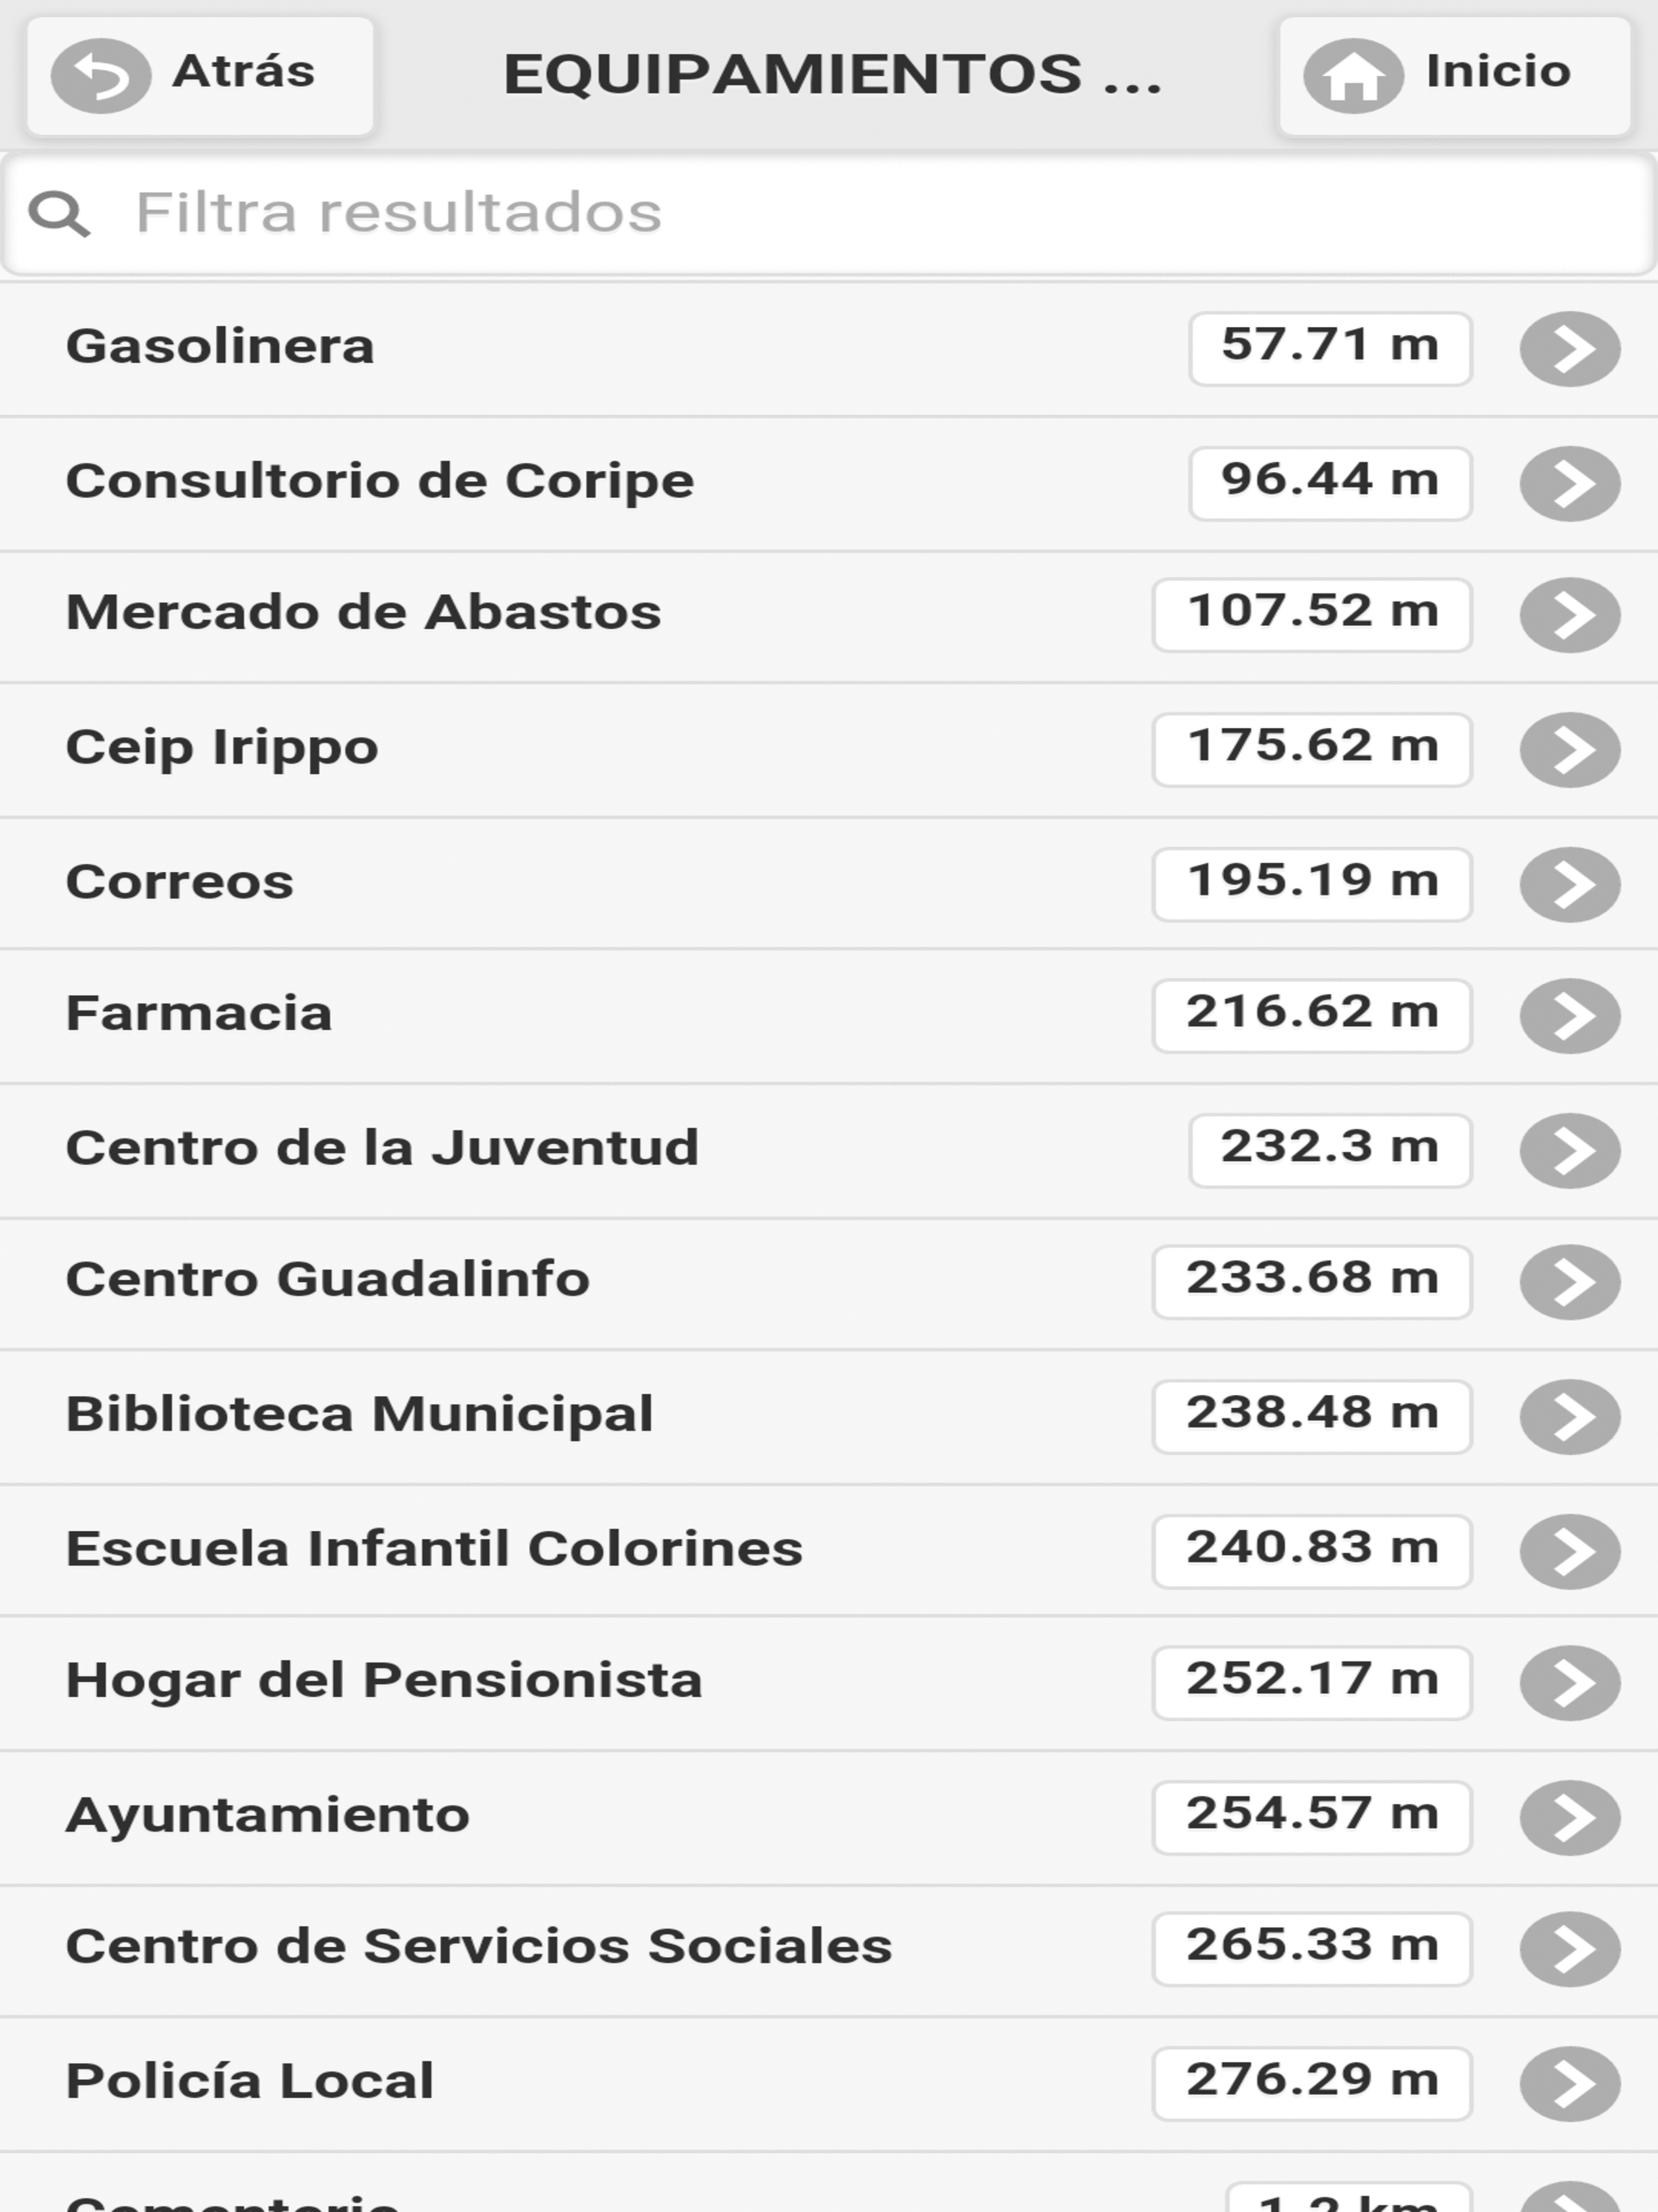 Atrás
EQUIPAMIENTOS ...
Inicio
Filtra resultados
Gasolinera 57.71 m
Consultorio de Coripe 96.44 m
Mercado de Abastos 107.52 m
Ceip Irippo 175.62 m
Correos 195.19 m
Farmacia 216.62 m
Centro de la Juventud 232.3 m
Centro Guadalinfo 233.68 m
Biblioteca Municipal 238.48 m
Escuela Infantil Colorines 240.83 m
Hogar del Pensionista 252.17 m
Ayuntamiento 254.57 m
Centro de Servicios Sociales 265.33 m
Policía Local 276.29 m